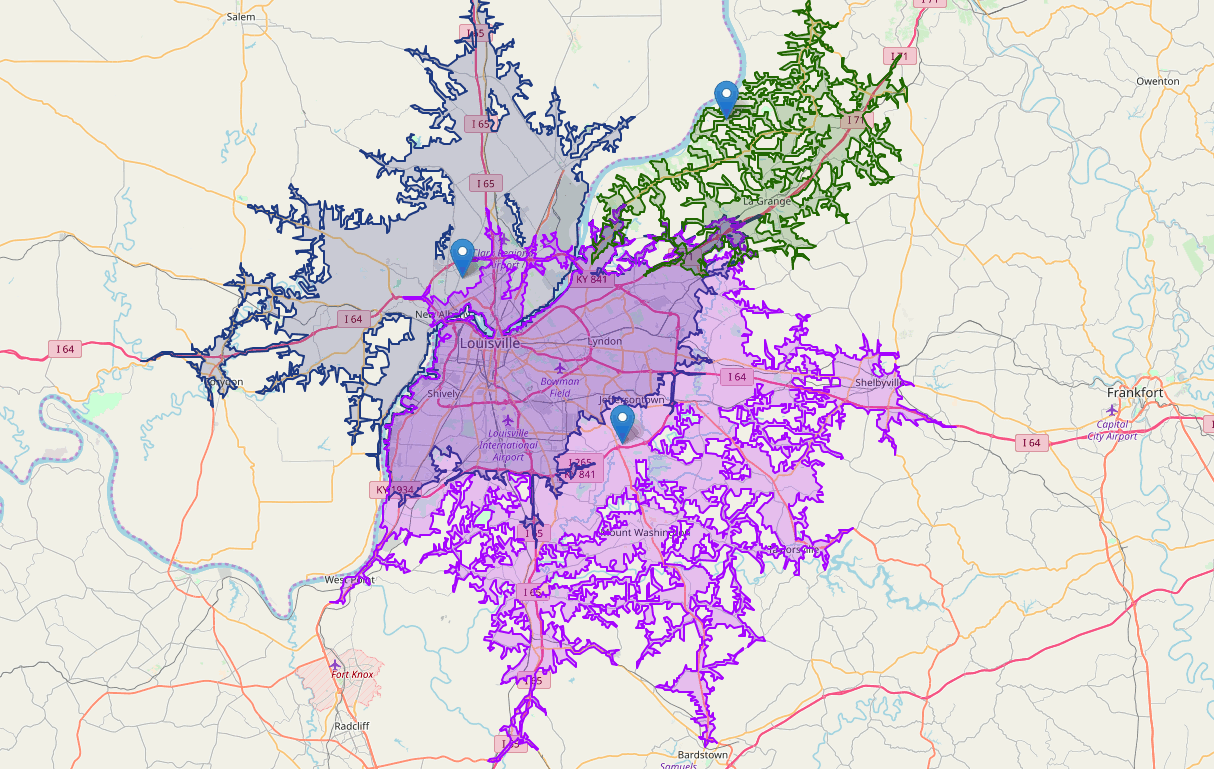 Salem
I 71
I 65
I 71
Owenton
I 65
I 71
I 65
La Grange
Clark Regional
Airport
KY 841
I 64
New Albany
Louisville
Lyndon
I 64
Bowman
Field
I 64
Shelbyville
Corydon
Shively
Jeffersontown
Frankfort
Capital
City Airport
Louisville
International
Airport
I 64
I 265
KY 841
KY 1934
I 65
Mount Washington
Taylorsville
West Point
I 65
Fort Knox
I 65
Radcliff
Bardstown
Samuels